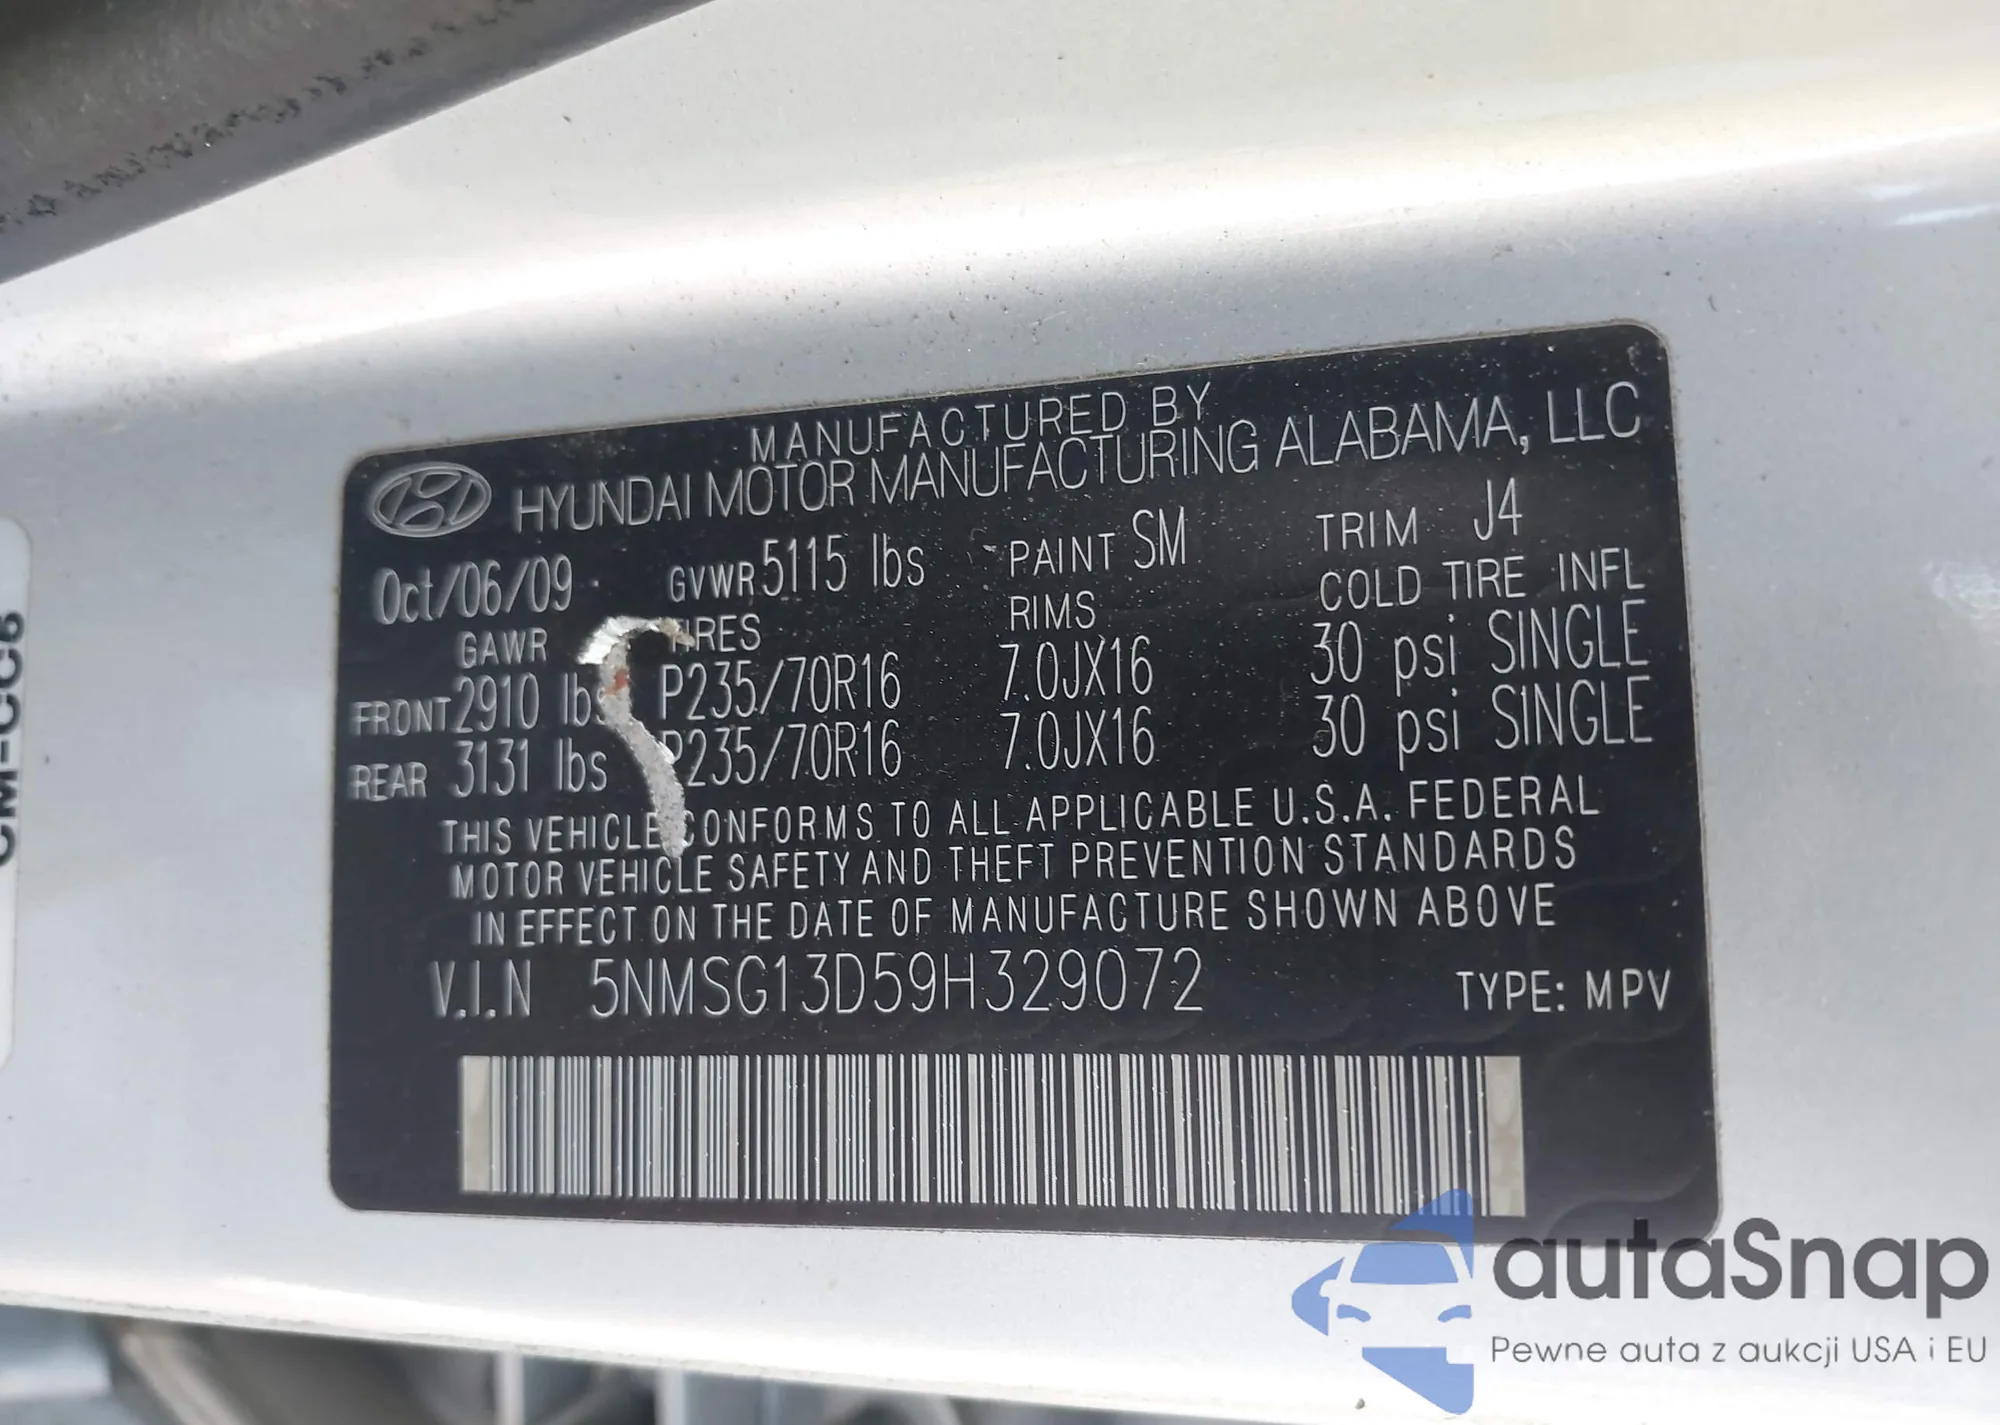 MANUFACTURED BY
HYUNDAI MOTOR MANUFACTURING ALABAMA, LLC
Oct/06/09 GVWR 5115 lbs PAINT SM TRIM J4
GAWR TIRES RIMS COLD TIRE INFL
FRONT 2910 lbs P235/70R16 7.0JX16 30 psi SINGLE
REAR 3131 lbs P235/70R16 7.0JX16 30 psi SINGLE
THIS VEHICLE CONFORMS TO ALL APPLICABLE U.S.A. FEDERAL
MOTOR VEHICLE SAFETY AND THEFT PREVENTION STANDARDS
IN EFFECT ON THE DATE OF MANUFACTURE SHOWN ABOVE
V.I.N 5NMSG13D59H329072 TYPE: MPV
autaSnap
Pewne auta z aukcji USA i EU